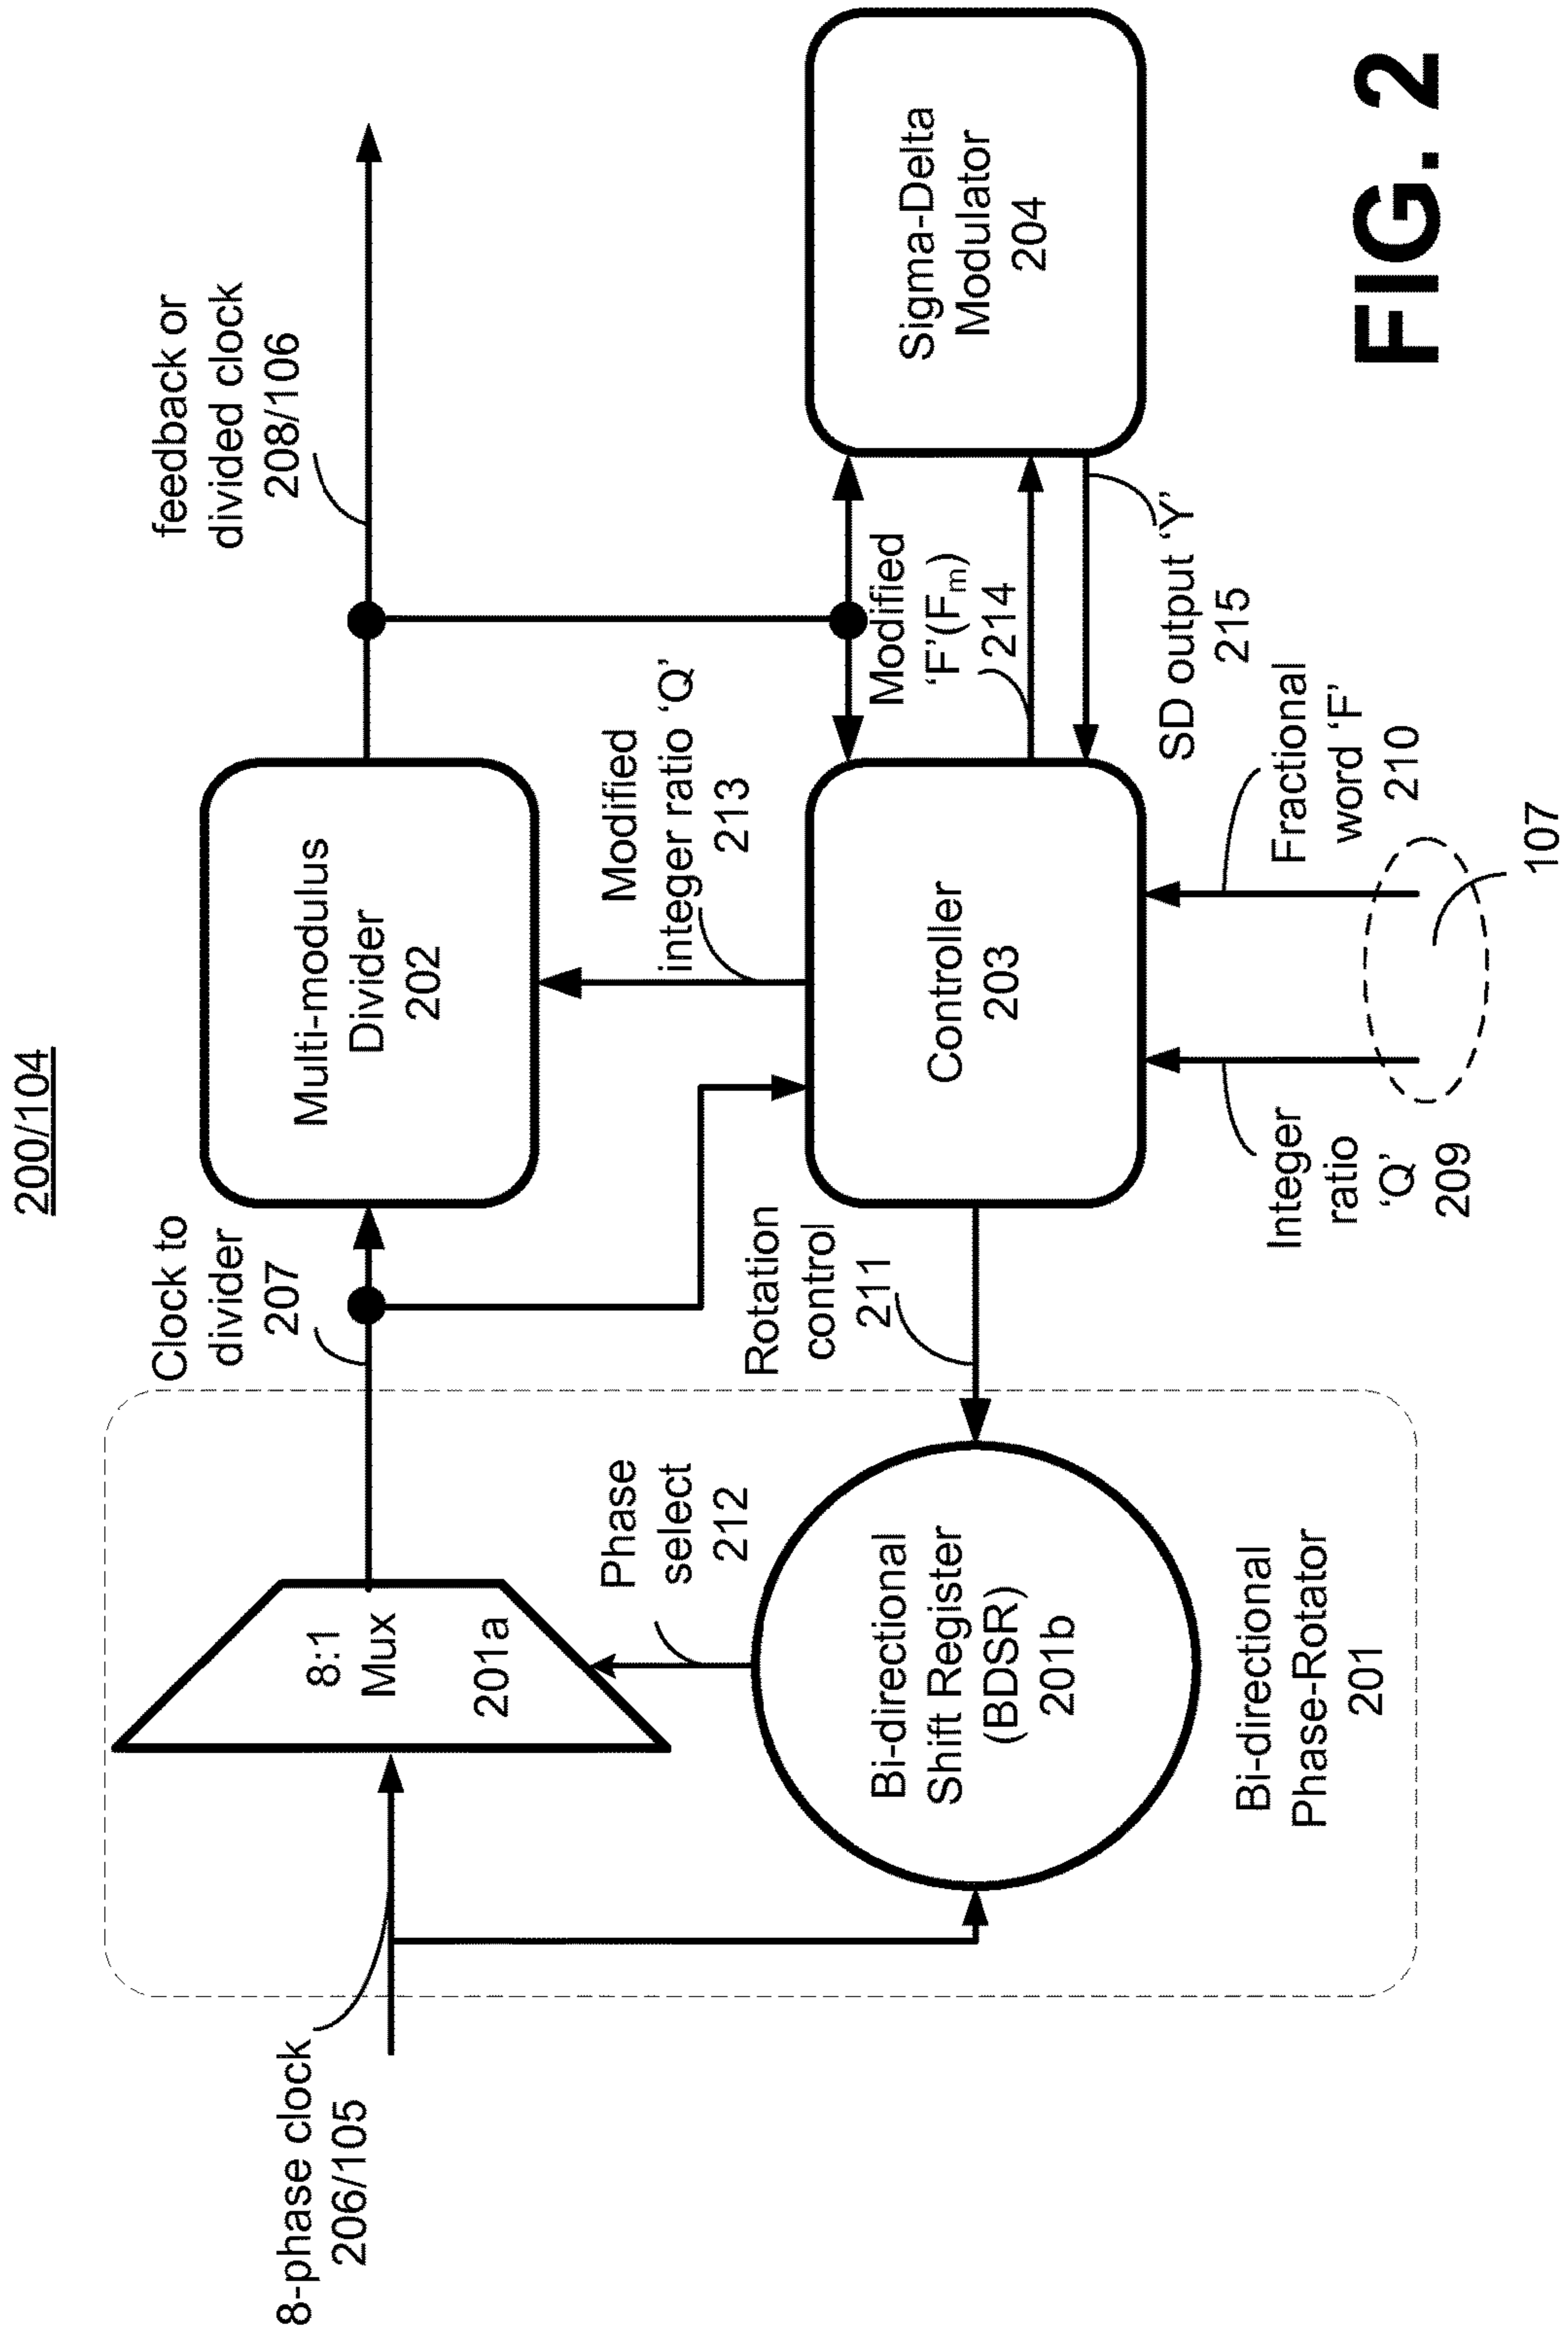 200/104
8-phase clock
206/105
8:1
Mux
201a
Clock to
divider
207
Multi-modulus
Divider
202
feedback or
divided clock
208/106
Phase
select
212
Bi-directional
Shift Register
(BDSR)
201b
Bi-directional
Phase-Rotator
201
Rotation
control
211
Modified
integer ratio ‘Q’
213
Controller
203
Modified
‘F’(Fm)
214
SD output ‘Y’
215
Sigma-Delta
Modulator
204
Integer
ratio
‘Q’
209
Fractional
word ‘F’
210
107
FIG. 2